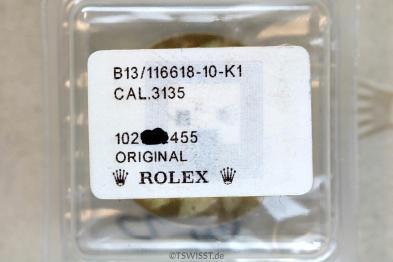 B13/116618-10-K1
CAL.3135
102 455
ORIGINAL
ROLEX
©TSWISST.de